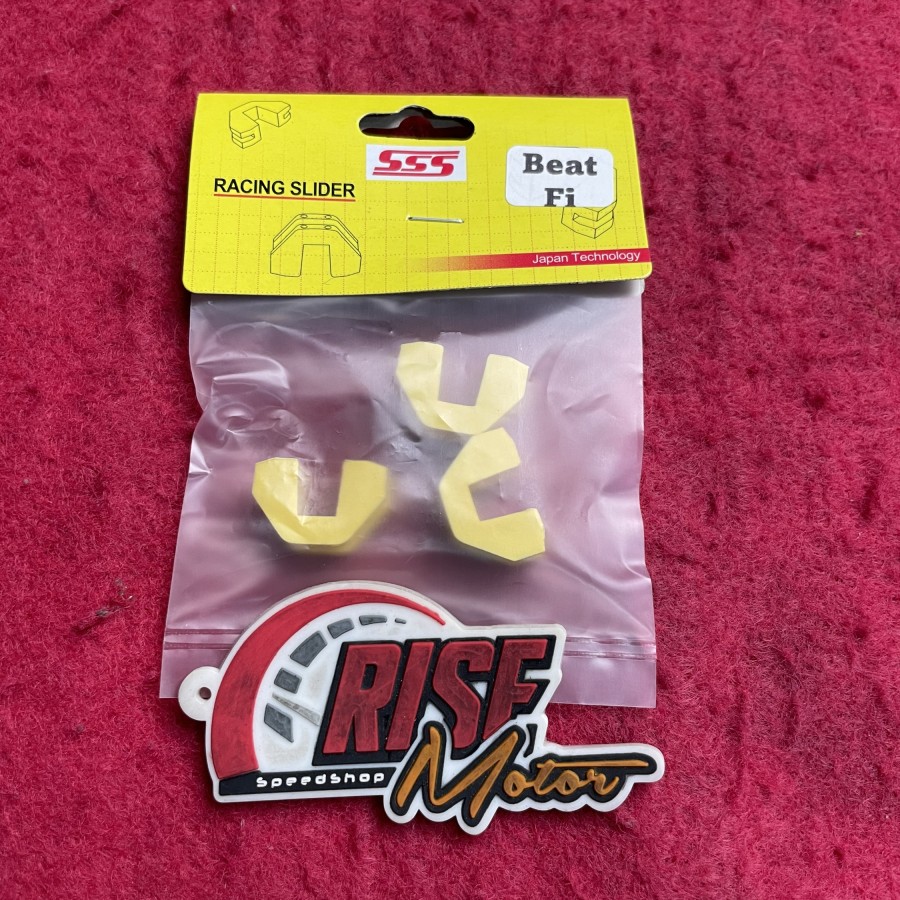 SSS
RACING SLIDER
Beat
Fi
Japan Technology
RISE
Motor
SpeedShop